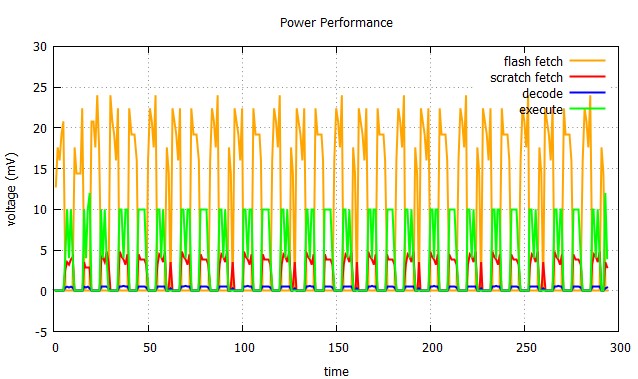 Power Performance
30
25
20
15
10
5
0
-5
voltage (mV)
flash fetch
scratch fetch
decode
execute
0 50 100 150 200 250 300
time